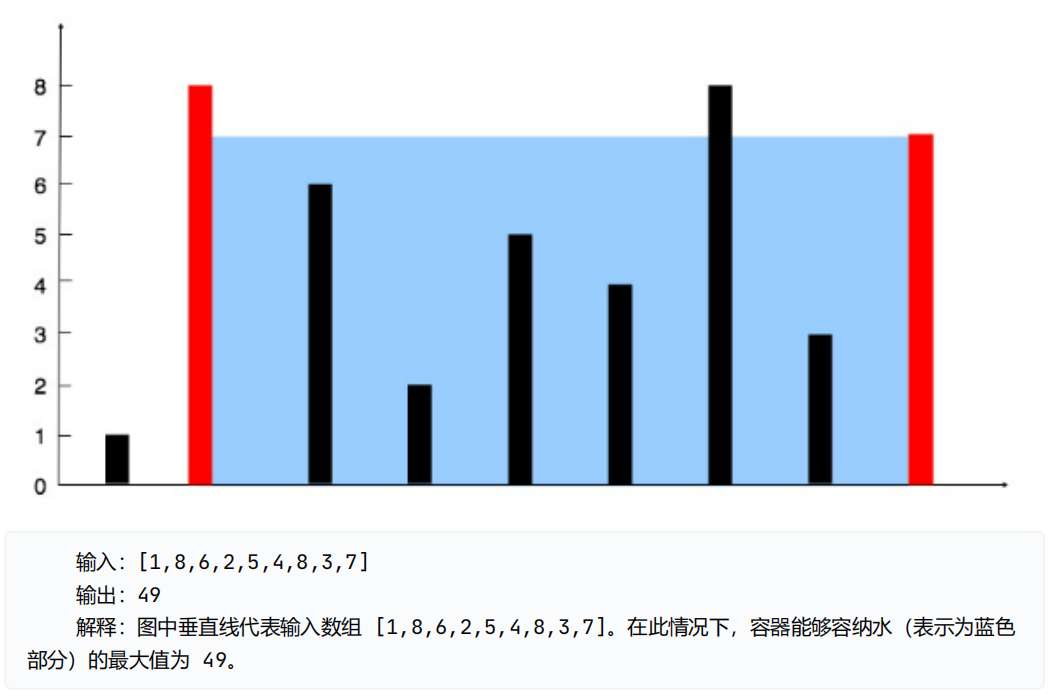 8
7
6
5
4
3
2
1
0
输入：[1,8,6,2,5,4,8,3,7]
输出：49
解释：图中垂直线代表输入数组 [1,8,6,2,5,4,8,3,7]。在此情况下，容器能够容纳水（表示为蓝色
部分）的最大值为 49。